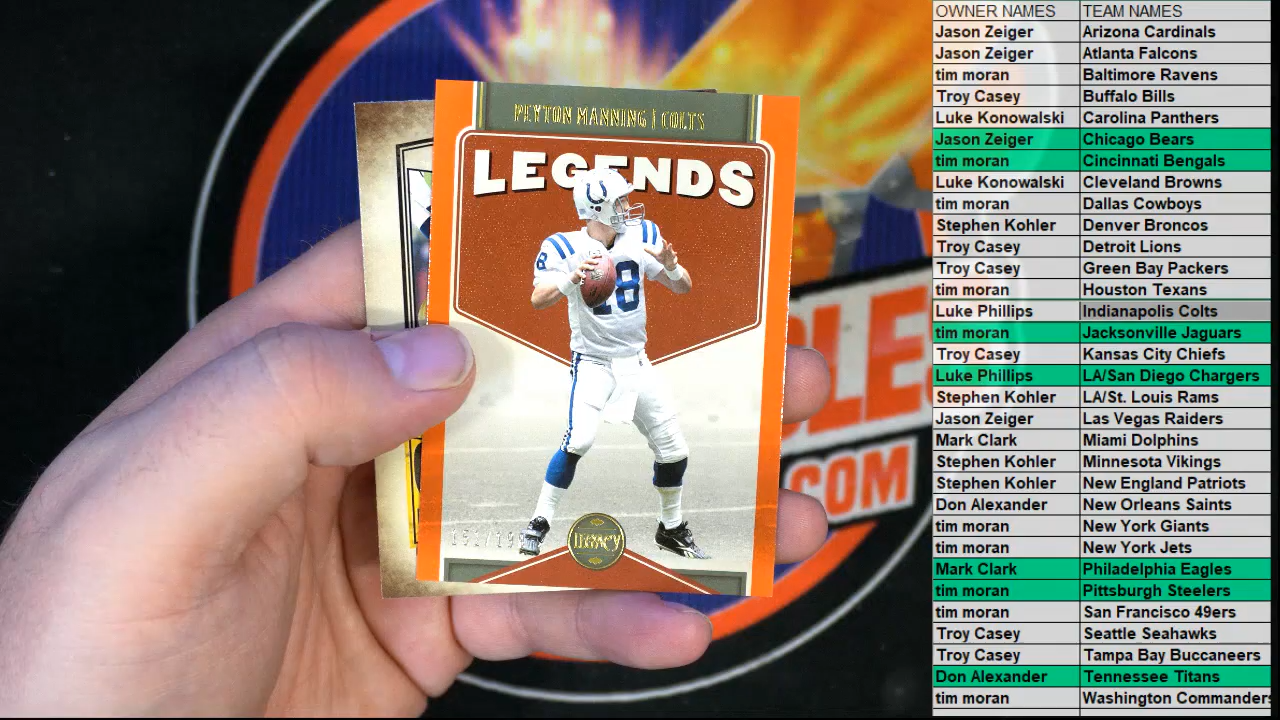 PEYTON MANNING | COLTS
LEGENDS
8
18
LEGACY
.COM
OWNER NAMES TEAM NAMES
Jason Zeiger Arizona Cardinals
Jason Zeiger Atlanta Falcons
tim moran Baltimore Ravens
Troy Casey Buffalo Bills
Luke Konowalski Carolina Panthers
Jason Zeiger Chicago Bears
tim moran Cincinnati Bengals
Luke Konowalski Cleveland Browns
tim moran Dallas Cowboys
Stephen Kohler Denver Broncos
Troy Casey Detroit Lions
Troy Casey Green Bay Packers
tim moran Houston Texans
Luke Phillips Indianapolis Colts
tim moran Jacksonville Jaguars
Troy Casey Kansas City Chiefs
Luke Phillips LA/San Diego Chargers
Stephen Kohler LA/St. Louis Rams
Jason Zeiger Las Vegas Raiders
Mark Clark Miami Dolphins
Stephen Kohler Minnesota Vikings
Stephen Kohler New England Patriots
Don Alexander New Orleans Saints
tim moran New York Giants
tim moran New York Jets
Mark Clark Philadelphia Eagles
tim moran Pittsburgh Steelers
tim moran San Francisco 49ers
Troy Casey Seattle Seahawks
Troy Casey Tampa Bay Buccaneers
Don Alexander Tennessee Titans
tim moran Washington Commanders